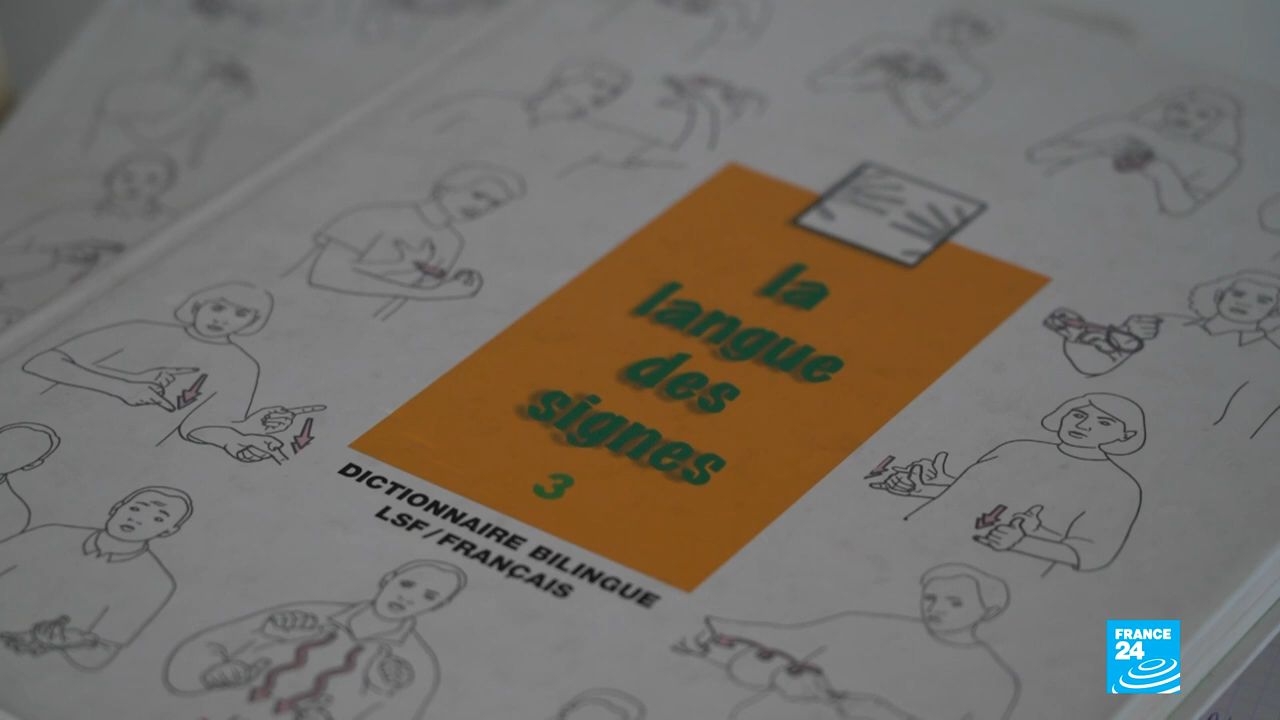 la
langue
des
signes
3
DICTIONNAIRE BILINGUE
LSF/FRANÇAIS
FRANCE
24